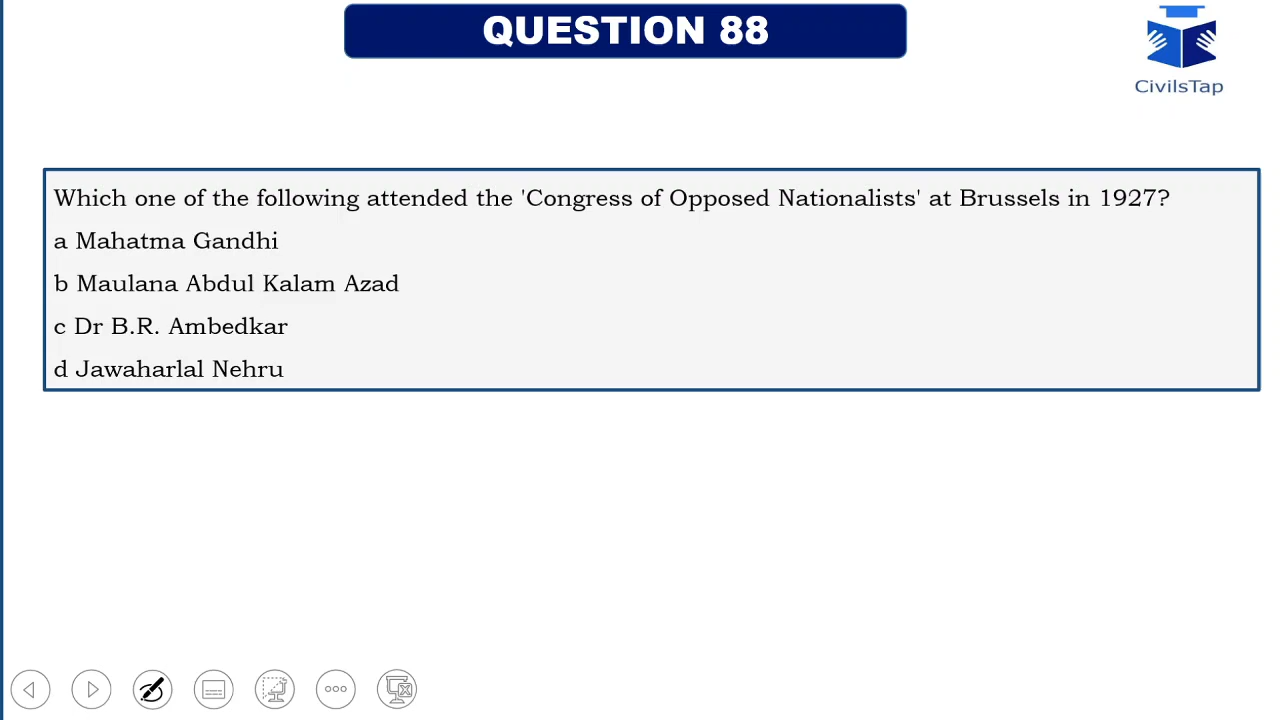 QUESTION 88
CivilsTap
Which one of the following attended the 'Congress of Opposed Nationalists' at Brussels in 1927?
a Mahatma Gandhi
b Maulana Abdul Kalam Azad
c Dr B.R. Ambedkar
d Jawaharlal Nehru